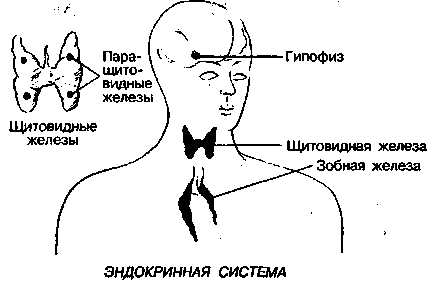 Пара-
щито-
видные
железы
Щитовидные
железы
Гипофиз
Щитовидная железа
Зобная железа
ЭНДОКРИННАЯ СИСТЕМА